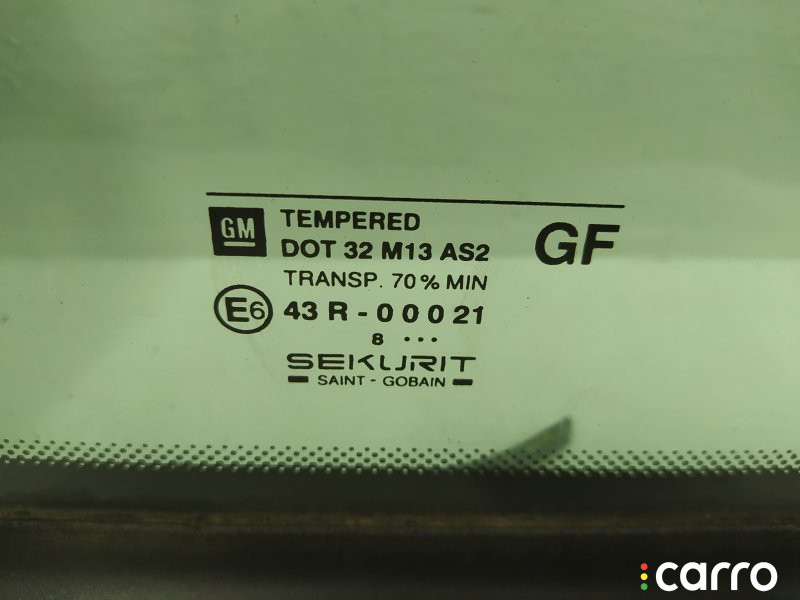 GM TEMPERED
DOT 32 M13 AS2
GF
TRANSP. 70% MIN
E6 43 R - 00021
8 ...
SEKURIT
SAINT - GOBAIN
carro